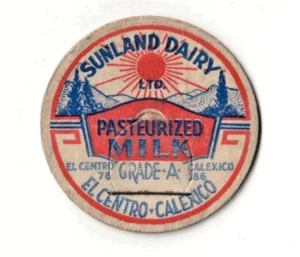 SUNLAND DAIRY
LTD.
PASTEURIZED
MILK
EL CENTRO GRADE·A· CALEXICO
76 86
EL CENTRO·CALEXICO